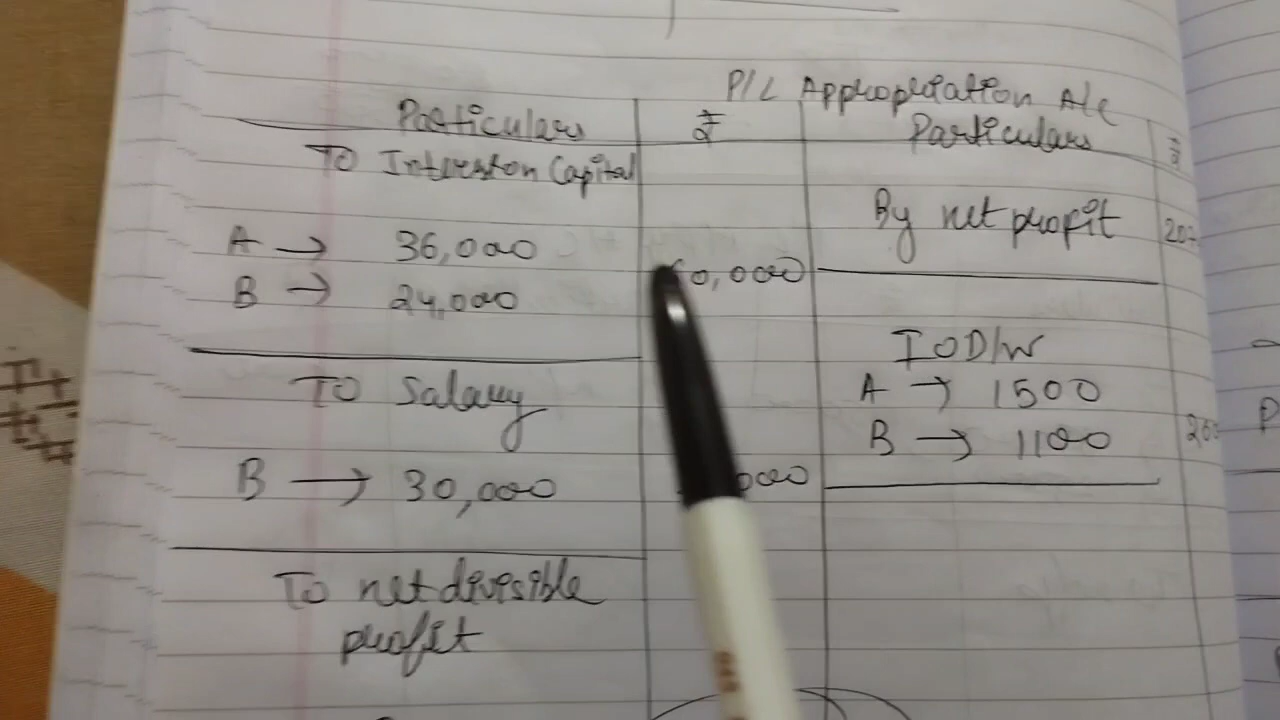 P/L Appropriation A/c
Particulars ₹ Particulars ₹
To Interest on Capital
By net profit
A → 36,000
0,000
B → 24,000
IOD/W
To Salary
A → 1500
B → 1100
B → 30,000
To net divisible
profit